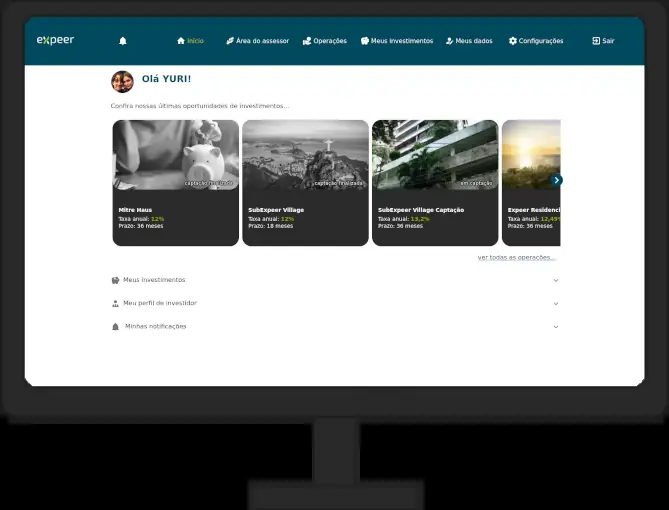 expeer
Início
Área do assessor
Operações
Meus Investimentos
Meus dados
Configurações
Sair
Olá YURI!
Confira nossas últimas oportunidades de investimentos...
captação finalizada
Mitre Haus
Taxa anual: 12%
Prazo: 36 meses
captação finalizada
SubExpeer Village
Taxa anual: 12%
Prazo: 18 meses
em captação
SubExpeer Village Captação
Taxa anual: 13,2%
Prazo: 36 meses
Expeer Residenci
Taxa anual: 12,49
Prazo: 36 meses
ver todas as operações...
Meus investimentos
Meu perfil de investidor
Minhas notificações